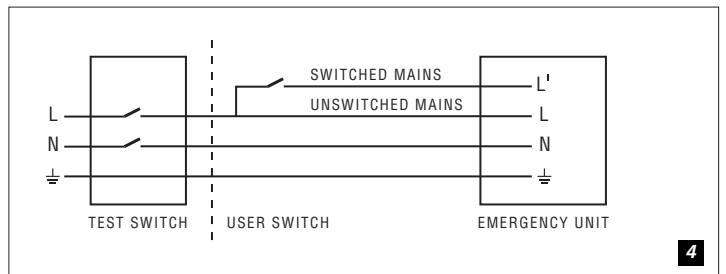 SWITCHED MAINS
L'
L
UNSWITCHED MAINS
L
N
N
TEST SWITCH
USER SWITCH
EMERGENCY UNIT
4